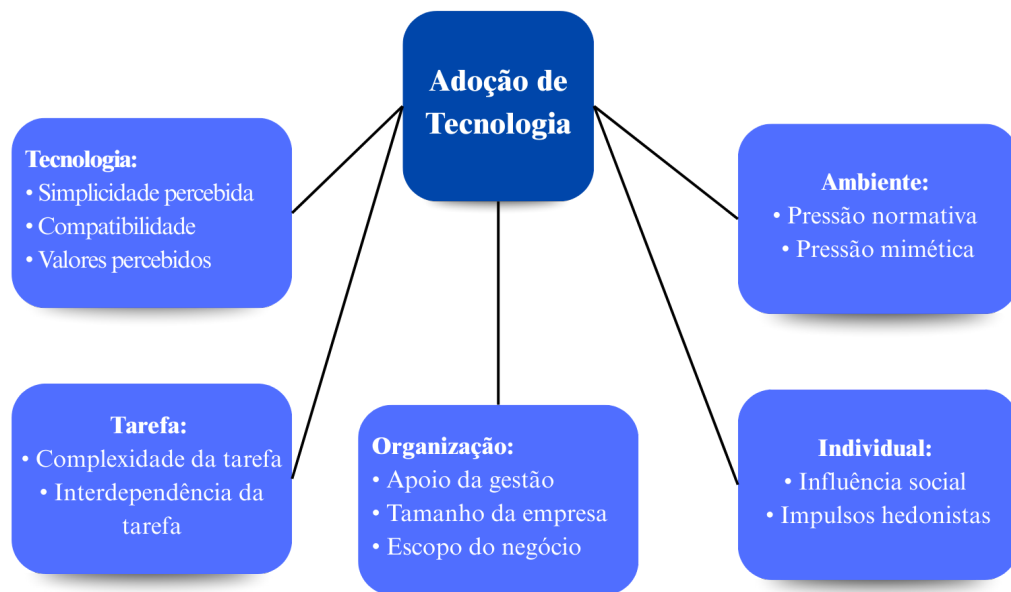 Adoção de
Tecnologia
Tecnologia:
• Simplicidade percebida
• Compatibilidade
• Valores percebidos
Ambiente:
• Pressão normativa
• Pressão mimética
Tarefa:
• Complexidade da tarefa
• Interdependência da
tarefa
Organização:
• Apoio da gestão
• Tamanho da empresa
• Escopo do negócio
Individual:
• Influência social
• Impulsos hedonistas